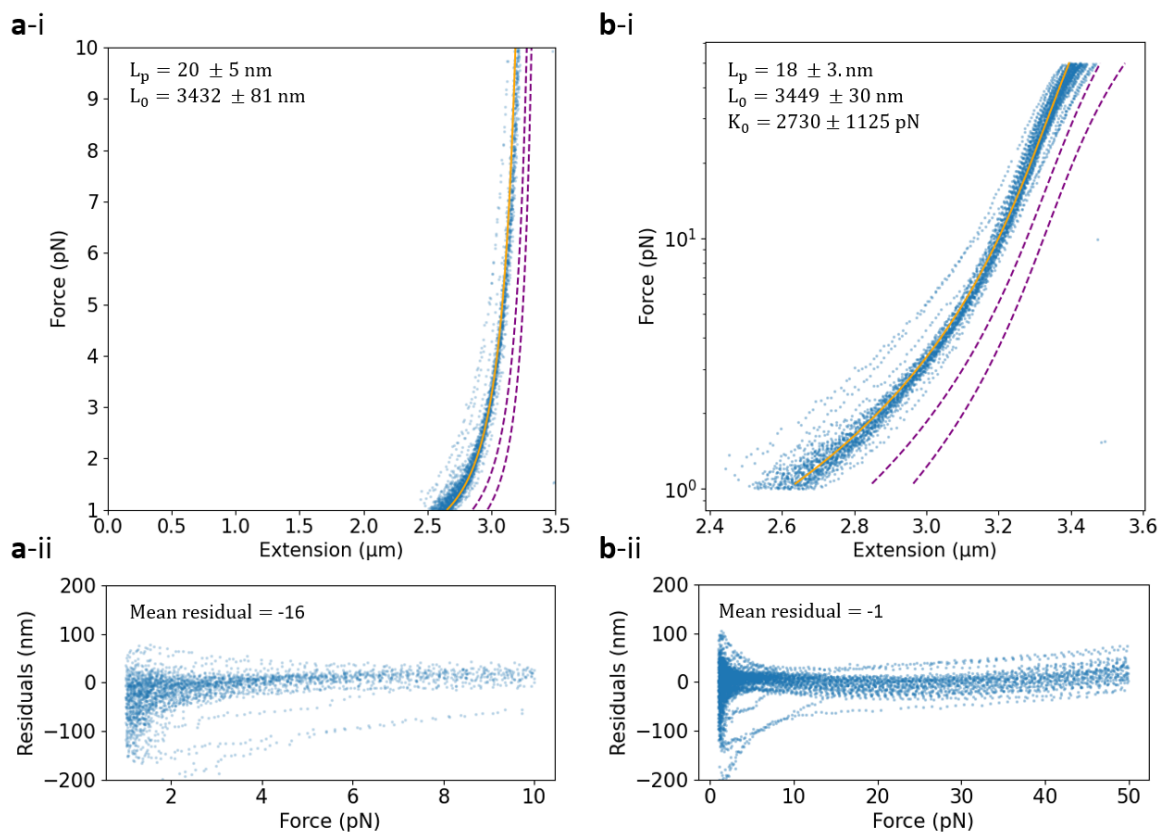 a-i
10
9
8
7
6
5
4
3
2
1
Force (pN)
L_p = 20 ± 5 nm
L_0 = 3432 ± 81 nm
0.0 0.5 1.0 1.5 2.0 2.5 3.0 3.5
Extension (μm)
b-i
10¹
10⁰
Force (pN)
L_p = 18 ± 3. nm
L_0 = 3449 ± 30 nm
K_0 = 2730 ± 1125 pN
2.4 2.6 2.8 3.0 3.2 3.4 3.6
Extension (μm)
a-ii
200
100
0
−100
−200
Residuals (nm)
Mean residual = -16
2 4 6 8 10
Force (pN)
b-ii
200
100
0
−100
−200
Residuals (nm)
Mean residual = -1
0 10 20 30 40 50
Force (pN)